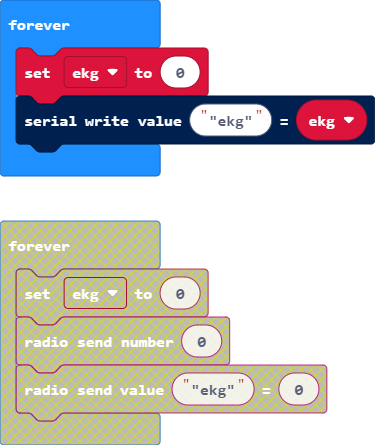 forever
set ekg to 0
serial write value ""ekg"" = ekg
forever
set ekg to 0
radio send number 0
radio send value ""ekg"" = 0